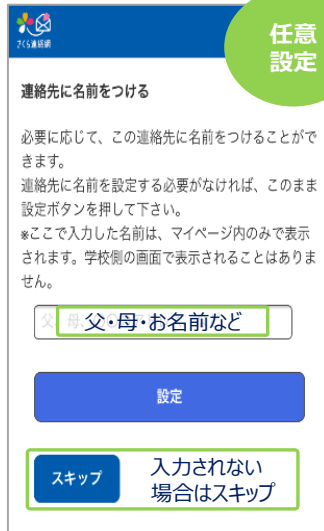 さくら連絡網
任意
設定
連絡先に名前をつける
必要に応じて、この連絡先に名前をつけることがで
きます。
連絡先に名前を設定する必要がなければ、このまま
設定ボタンを押して下さい。
※ここで入力した名前は、マイページ内のみで表示
されます。学校側の画面で表示されることはありま
せん。
父・母・お名前など
設定
スキップ
入力されない
場合はスキップ